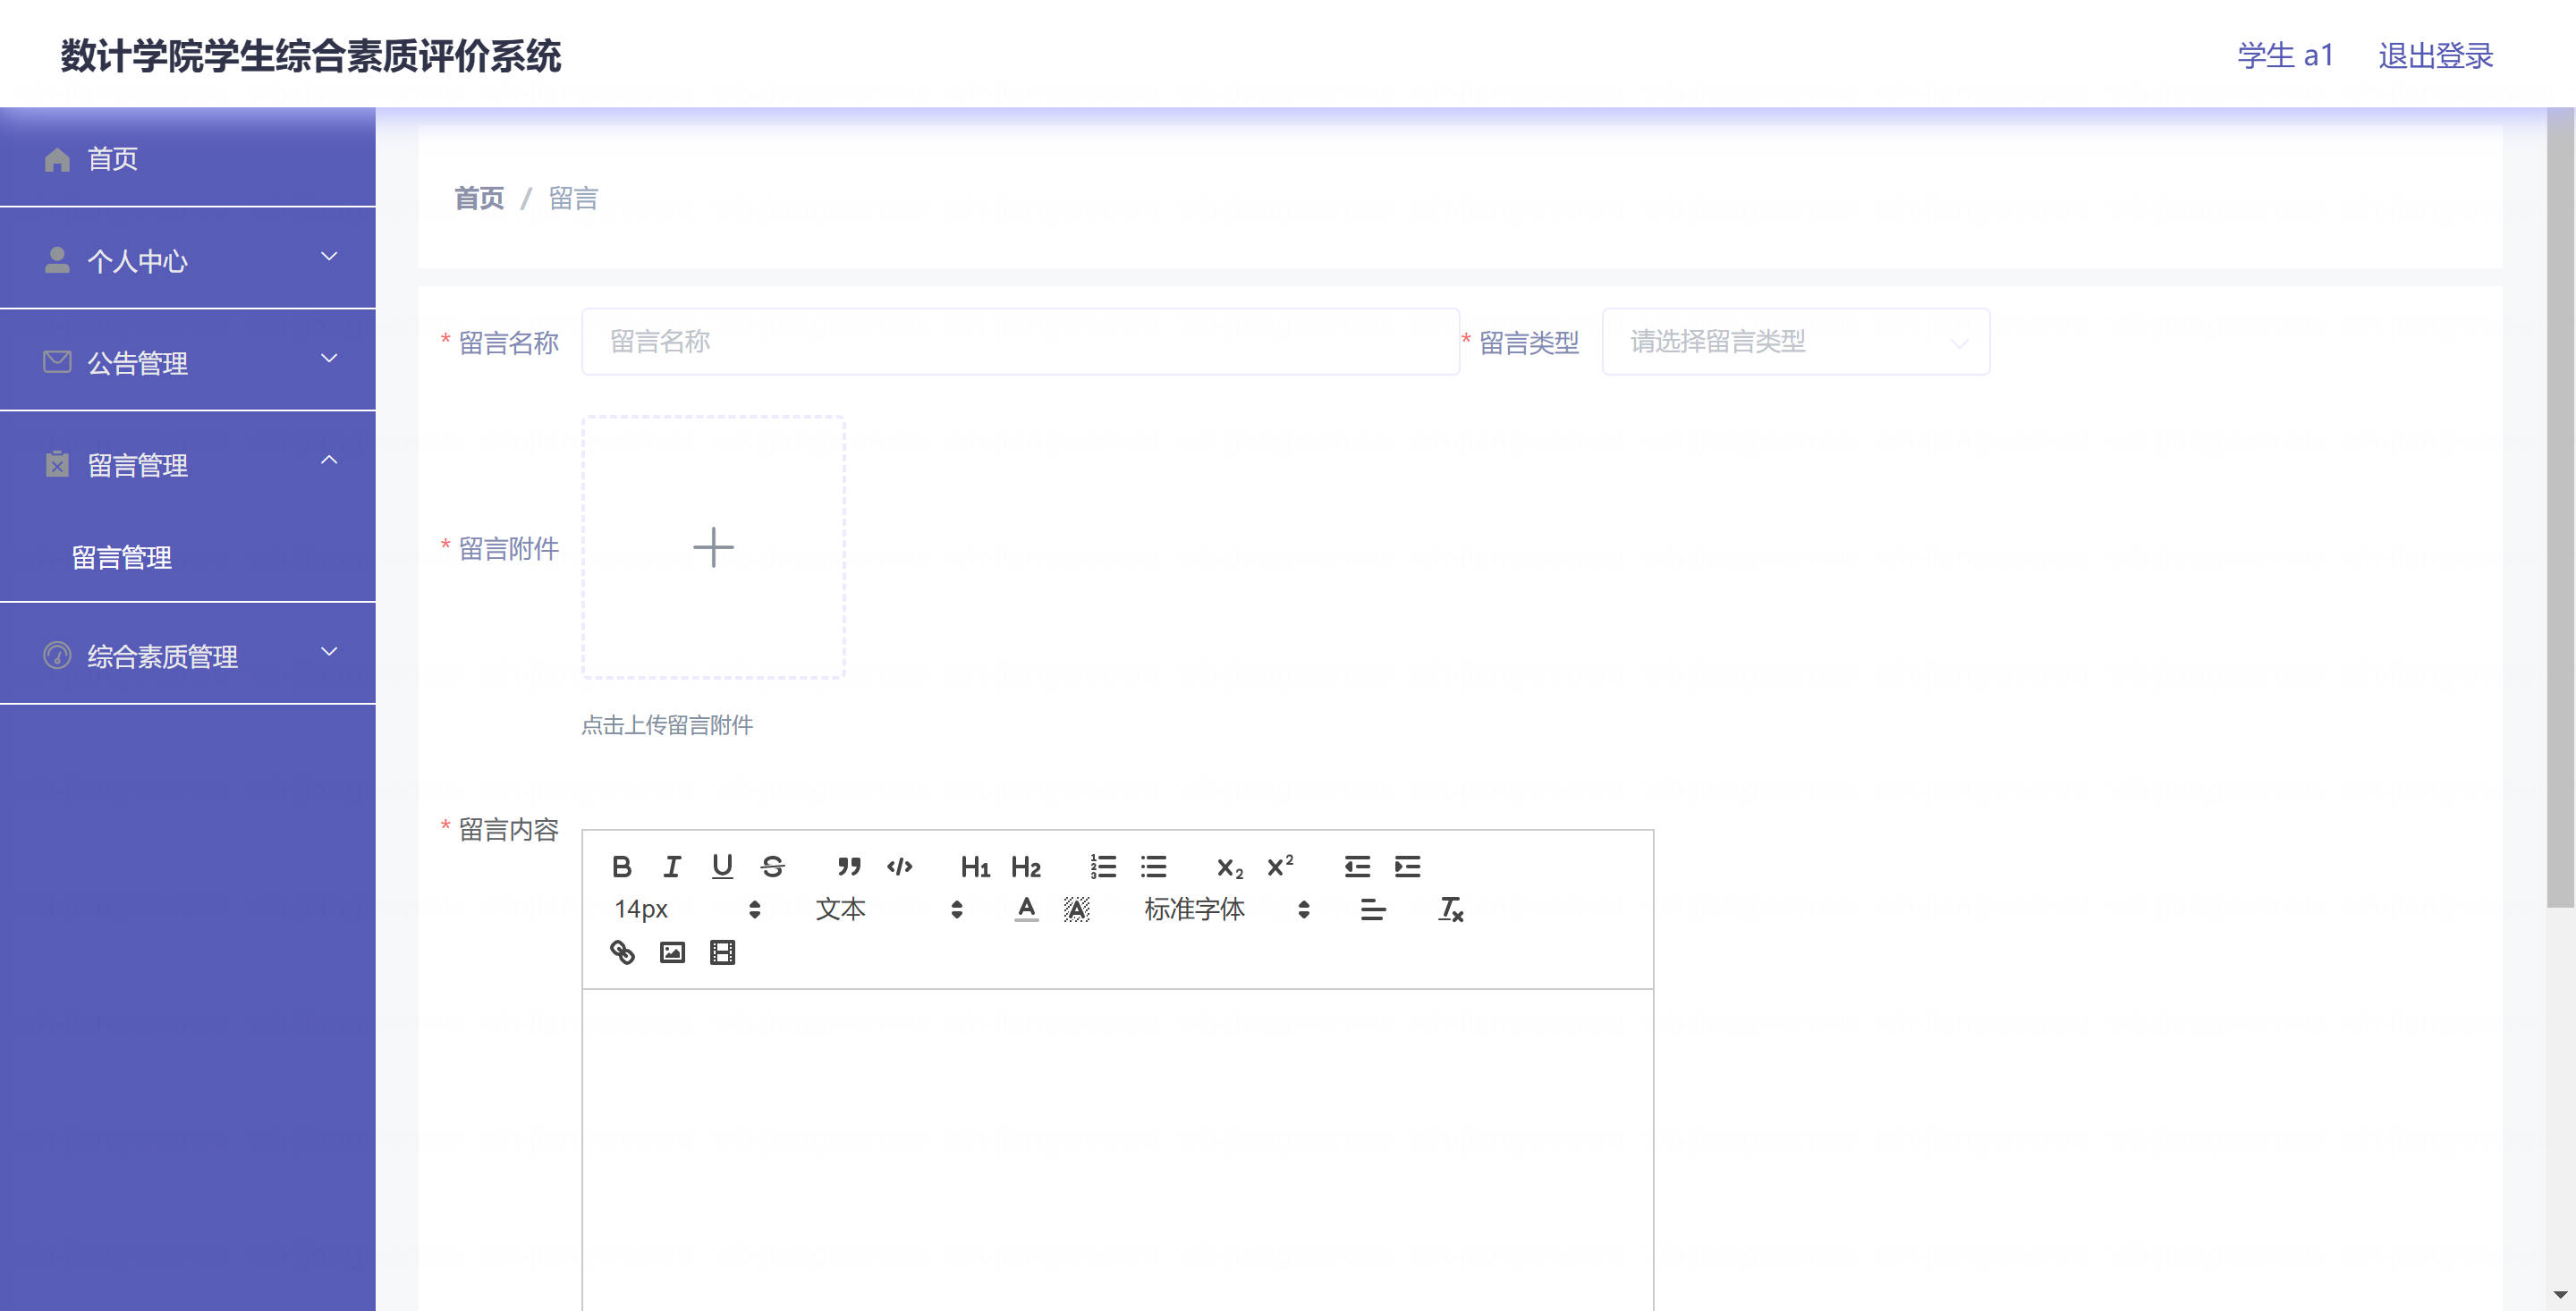 数计学院学生综合素质评价系统
学生 a1 退出登录
首页
个人中心
公告管理
留言管理
留言管理
综合素质管理
首页 / 留言
* 留言名称 留言名称 * 留言类型 请选择留言类型
* 留言附件
点击上传留言附件
* 留言内容
B I U S H1 H2 x2 x2
14px 文本 A A 标准字体 Tx